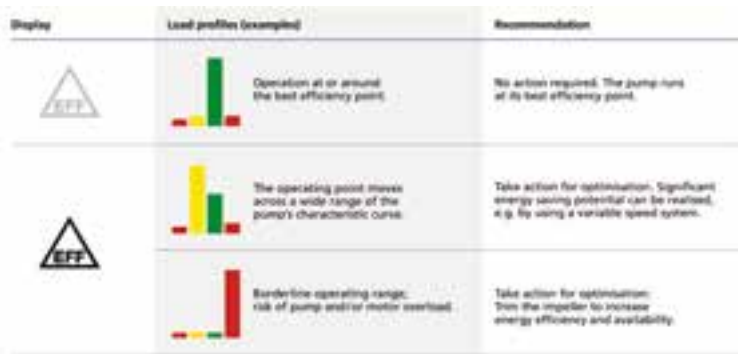 Display
Load profiles (examples)
Recommendation
EFF
Operation at or around
the best efficiency point.
No action required. The pump runs
at its best efficiency point.
EFF
The operating point moves
across a wide range of the
pump's characteristic curve.
Take action for optimisation. Significant
energy saving potential can be realised,
e.g. by using a variable speed system.
Borderline operating range;
risk of pump and/or motor overload.
Take action for optimisation:
Trim the impeller to increase
energy efficiency and availability.